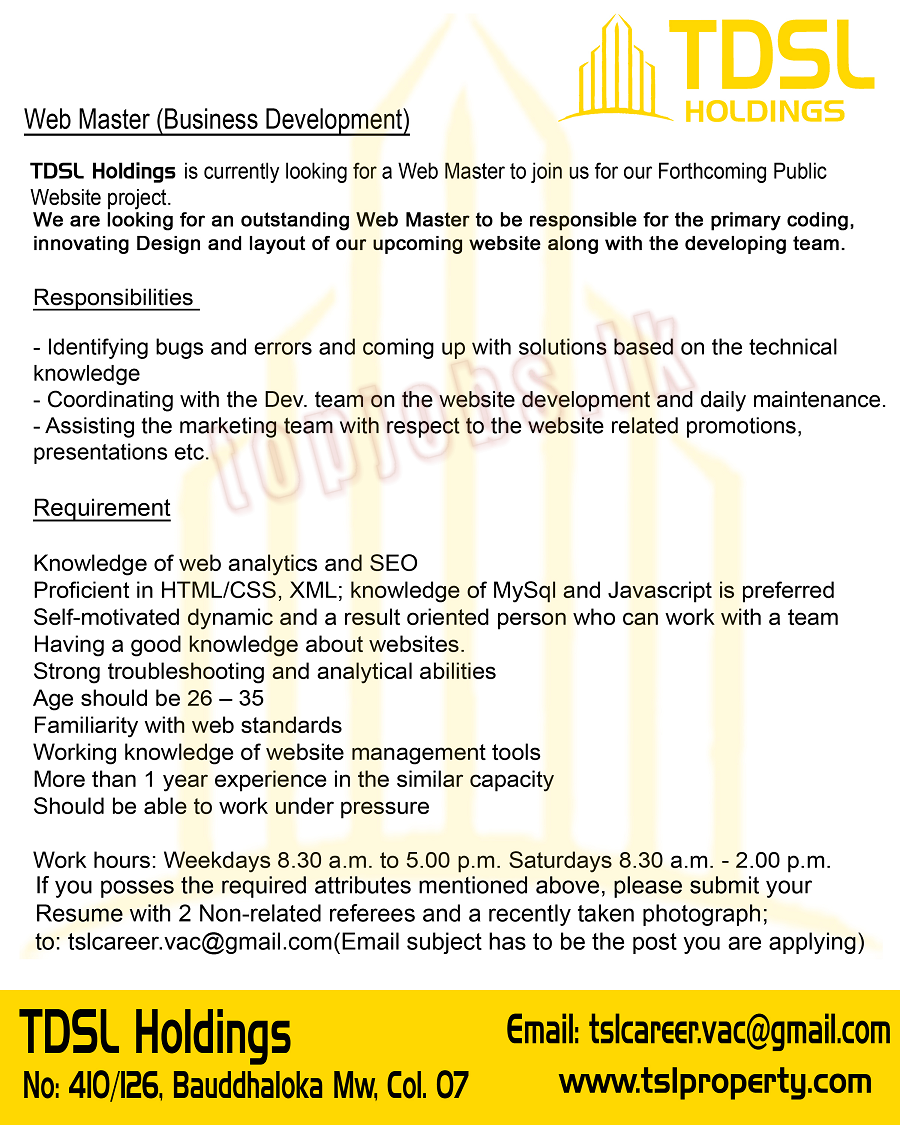 TDSL
HOLDINGS
Web Master (Business Development)
TDSL Holdings is currently looking for a Web Master to join us for our Forthcoming Public
Website project.
We are looking for an outstanding Web Master to be responsible for the primary coding,
innovating Design and layout of our upcoming website along with the developing team.
Responsibilities
- Identifying bugs and errors and coming up with solutions based on the technical
knowledge
- Coordinating with the Dev. team on the website development and daily maintenance.
- Assisting the marketing team with respect to the website related promotions,
presentations etc.
topjobs.lk
Requirement
Knowledge of web analytics and SEO
Proficient in HTML/CSS, XML; knowledge of MySql and Javascript is preferred
Self-motivated dynamic and a result oriented person who can work with a team
Having a good knowledge about websites.
Strong troubleshooting and analytical abilities
Age should be 26 – 35
Familiarity with web standards
Working knowledge of website management tools
More than 1 year experience in the similar capacity
Should be able to work under pressure
Work hours: Weekdays 8.30 a.m. to 5.00 p.m. Saturdays 8.30 a.m. - 2.00 p.m.
If you posses the required attributes mentioned above, please submit your
Resume with 2 Non-related referees and a recently taken photograph;
to: tslcareer.vac@gmail.com(Email subject has to be the post you are applying)
TDSL Holdings
No: 410/126, Bauddhaloka Mw, Col. 07
Email: tslcareer.vac@gmail.com
www.tslproperty.com